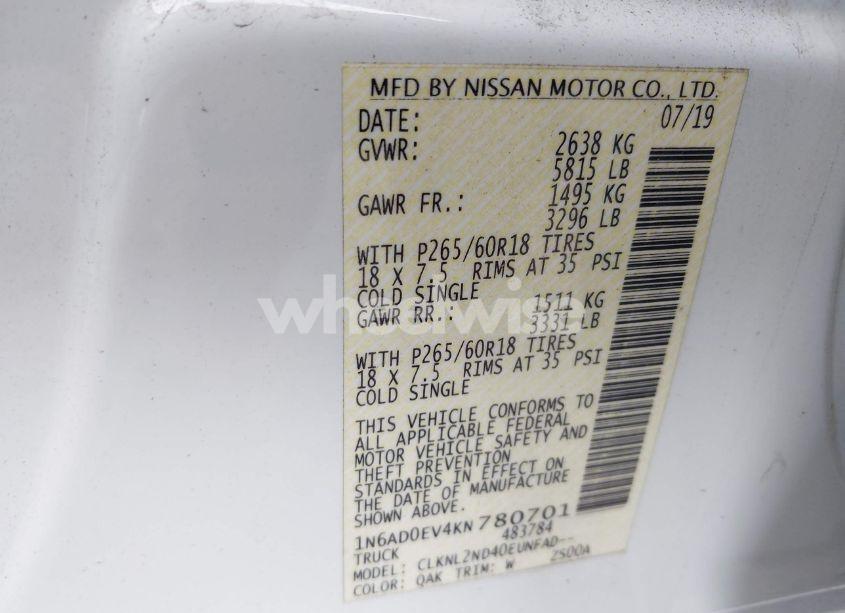 MFD BY NISSAN MOTOR CO., LTD.
DATE: 07/19
GVWR: 2638 KG
5815 LB
GAWR FR.: 1495 KG
3296 LB
WITH P265/60R18 TIRES
18 X 7.5 RIMS AT 35 PSI
COLD SINGLE
GAWR RR.: 1511 KG
3331 LB
WITH P265/60R18 TIRES
18 X 7.5 RIMS AT 35 PSI
COLD SINGLE
THIS VEHICLE CONFORMS TO
ALL APPLICABLE FEDERAL
MOTOR VEHICLE SAFETY AND
THEFT PREVENTION
STANDARDS IN EFFECT ON
THE DATE OF MANUFACTURE
SHOWN ABOVE.
1N6AD0EV4KN780701
TRUCK 483784
MODEL: CLKNL2ND40EUNFAD--
COLOR: QAK TRIM: W ZS00A
wheelwise